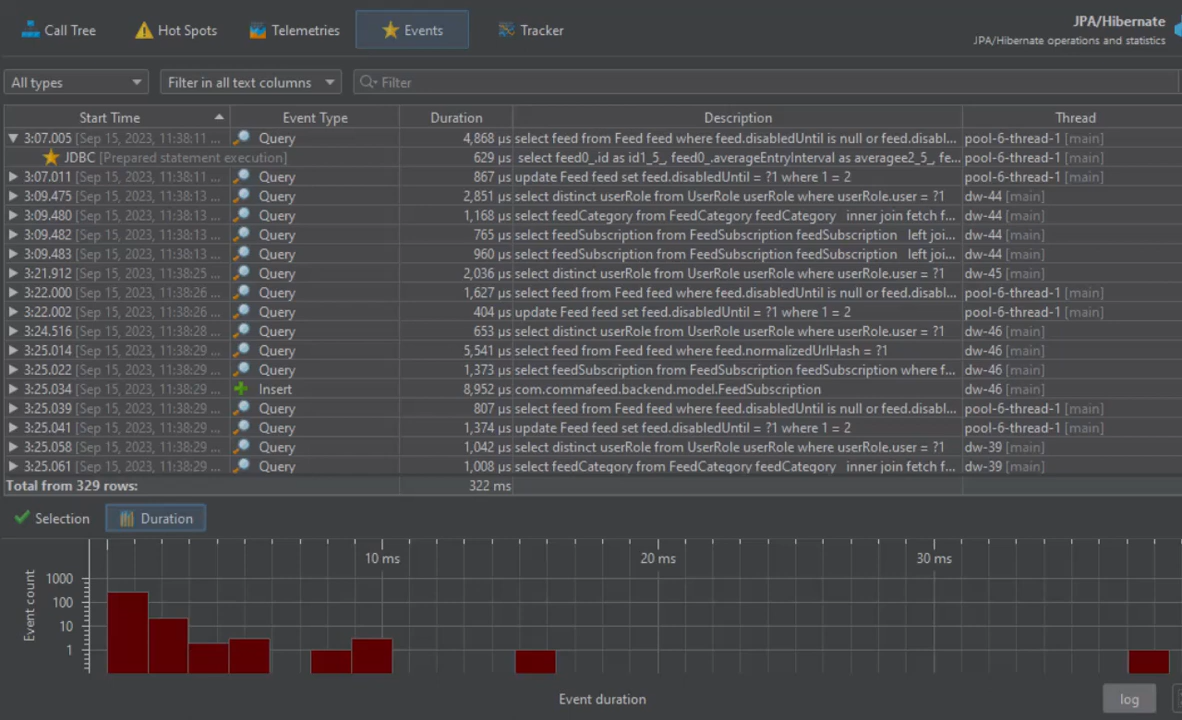 Call Tree Hot Spots Telemetries Events Tracker JPA/Hibernate
JPA/Hibernate operations and statistics
All types Filter in all text columns Filter
Start Time Event Type Duration Description Thread
3:07.005 [Sep 15, 2023, 11:38:11 ... Query 4,868 µs select feed from Feed feed where feed.disabledUntil is null or feed.disabl... pool-6-thread-1 [main]
JDBC [Prepared statement execution] 629 µs select feed0_.id as id1_5_, feed0_.averageEntryInterval as averagee2_5_, fe... pool-6-thread-1 [main]
3:07.011 [Sep 15, 2023, 11:38:11 ... Query 867 µs update Feed feed set feed.disabledUntil = ?1 where 1 = 2 pool-6-thread-1 [main]
3:09.475 [Sep 15, 2023, 11:38:13 ... Query 2,851 µs select distinct userRole from UserRole userRole where userRole.user = ?1 dw-44 [main]
3:09.480 [Sep 15, 2023, 11:38:13 ... Query 1,168 µs select feedCategory from FeedCategory feedCategory inner join fetch f... dw-44 [main]
3:09.482 [Sep 15, 2023, 11:38:13 ... Query 765 µs select feedSubscription from FeedSubscription feedSubscription left joi... dw-44 [main]
3:09.483 [Sep 15, 2023, 11:38:13 ... Query 960 µs select feedSubscription from FeedSubscription feedSubscription left joi... dw-44 [main]
3:21.912 [Sep 15, 2023, 11:38:25 ... Query 2,036 µs select distinct userRole from UserRole userRole where userRole.user = ?1 dw-45 [main]
3:22.000 [Sep 15, 2023, 11:38:26 ... Query 1,627 µs select feed from Feed feed where feed.disabledUntil is null or feed.disabl... pool-6-thread-1 [main]
3:22.002 [Sep 15, 2023, 11:38:26 ... Query 404 µs update Feed feed set feed.disabledUntil = ?1 where 1 = 2 pool-6-thread-1 [main]
3:24.516 [Sep 15, 2023, 11:38:28 ... Query 653 µs select distinct userRole from UserRole userRole where userRole.user = ?1 dw-46 [main]
3:25.014 [Sep 15, 2023, 11:38:29 ... Query 5,541 µs select feed from Feed feed where feed.normalizedUrlHash = ?1 dw-46 [main]
3:25.022 [Sep 15, 2023, 11:38:29 ... Query 1,373 µs select feedSubscription from FeedSubscription feedSubscription where f... dw-46 [main]
3:25.034 [Sep 15, 2023, 11:38:29 ... Insert 8,952 µs com.commafeed.backend.model.FeedSubscription dw-46 [main]
3:25.039 [Sep 15, 2023, 11:38:29 ... Query 807 µs select feed from Feed feed where feed.disabledUntil is null or feed.disabl... pool-6-thread-1 [main]
3:25.041 [Sep 15, 2023, 11:38:29 ... Query 1,374 µs update Feed feed set feed.disabledUntil = ?1 where 1 = 2 pool-6-thread-1 [main]
3:25.058 [Sep 15, 2023, 11:38:29 ... Query 1,042 µs select distinct userRole from UserRole userRole where userRole.user = ?1 dw-39 [main]
3:25.061 [Sep 15, 2023, 11:38:29 ... Query 1,008 µs select feedCategory from FeedCategory feedCategory inner join fetch f... dw-39 [main]
Total from 329 rows: 322 ms
Selection Duration
10 ms 20 ms 30 ms
Event count
1000
100
10
1
Event duration
log